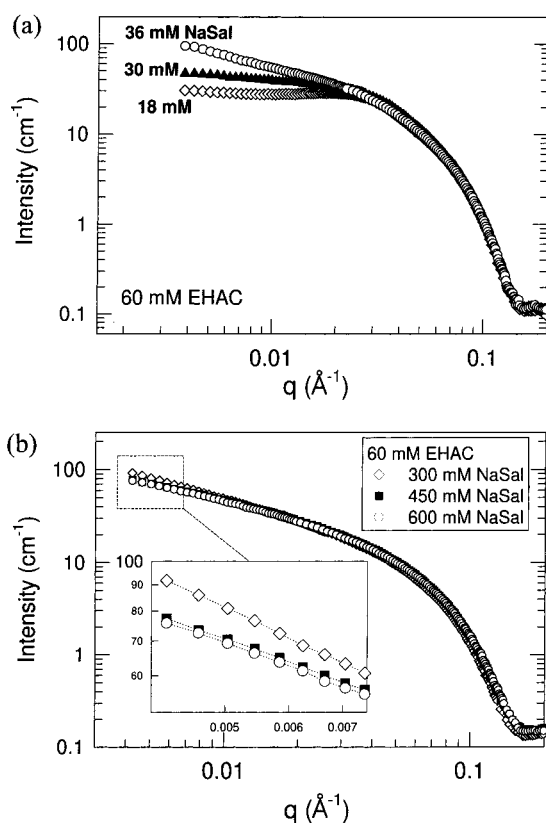 (a)
36 mM NaSal
100
30 mM
18 mM
10
1
0.1
Intensity (cm⁻¹)
60 mM EHAC
0.01
0.1
q (Å⁻¹)
(b)
60 mM EHAC
300 mM NaSal
450 mM NaSal
600 mM NaSal
100
10
1
0.1
Intensity (cm⁻¹)
100
90
80
70
60
0.005
0.006
0.007
0.01
0.1
q (Å⁻¹)